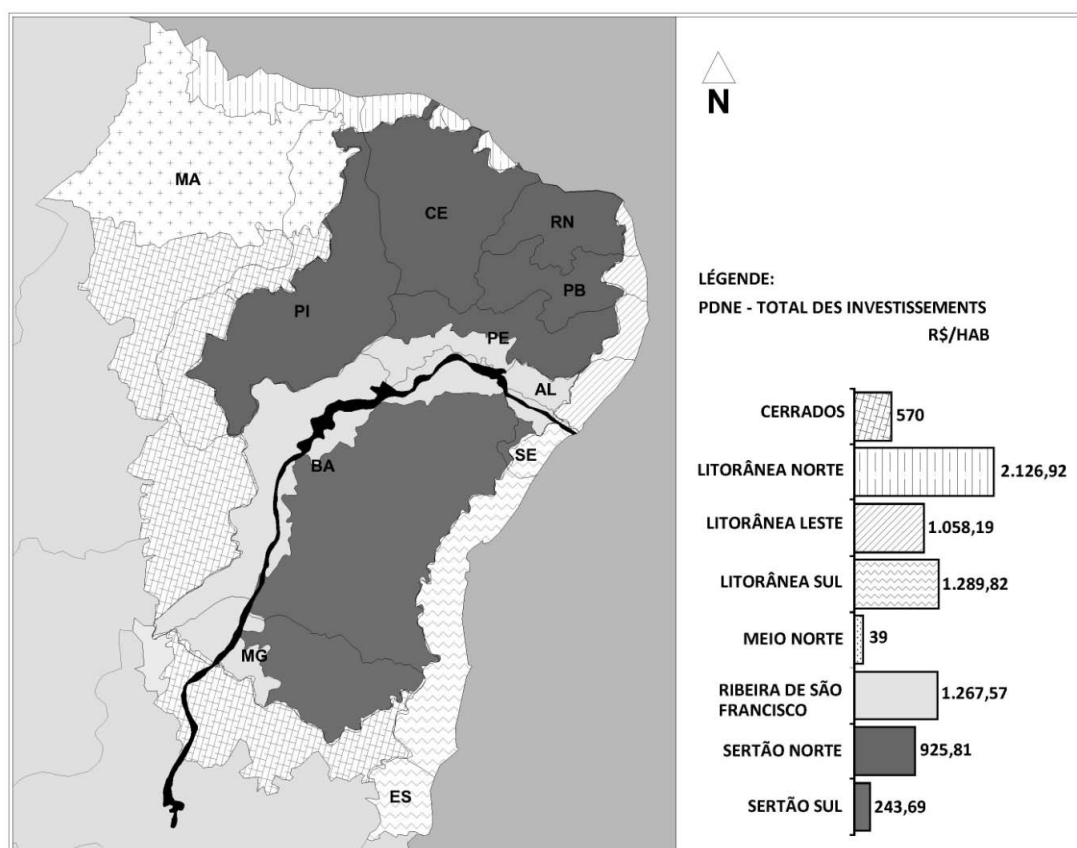 N
MA
CE
RN
PB
PI
PE
AL
SE
BA
MG
ES
LÉGENDE:
PDNE - TOTAL DES INVESTISSEMENTS
R$/HAB
CERRADOS 570
LITORÂNEA NORTE 2.126,92
LITORÂNEA LESTE 1.058,19
LITORÂNEA SUL 1.289,82
MEIO NORTE 39
RIBEIRA DE SÃO
FRANCISCO 1.267,57
SERTÃO NORTE 925,81
SERTÃO SUL 243,69